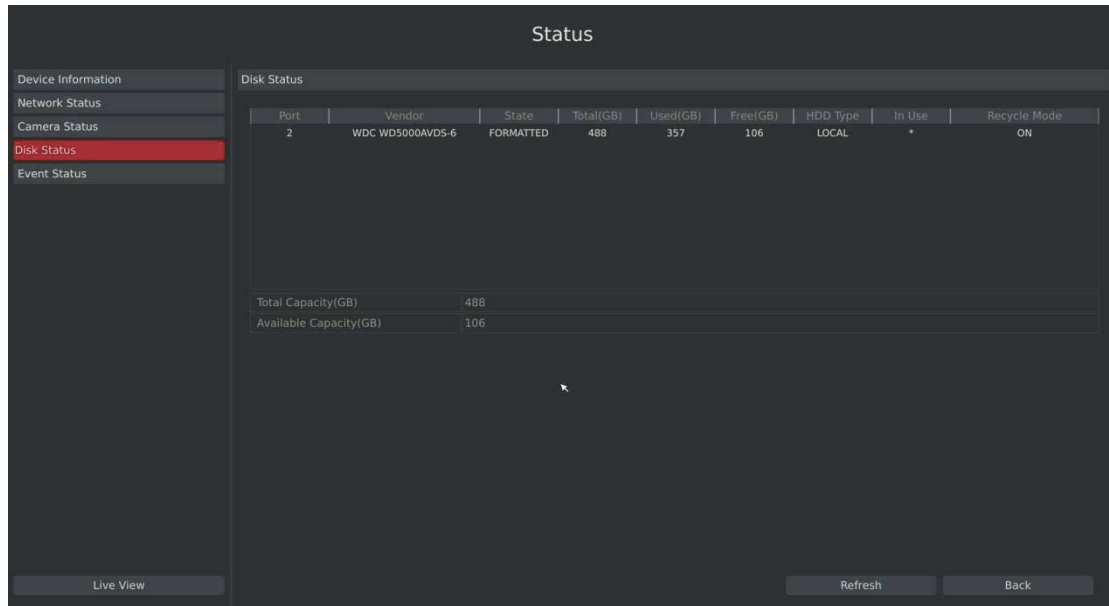 Status
Device Information
Network Status
Camera Status
Disk Status
Event Status
Disk Status
Port Vendor State Total(GB) Used(GB) Free(GB) HDD Type In Use Recycle Mode
2 WDC WD5000AVDS-6 FORMATTED 488 357 106 LOCAL * ON
Total Capacity(GB) 488
Available Capacity(GB) 106
Live View Refresh Back